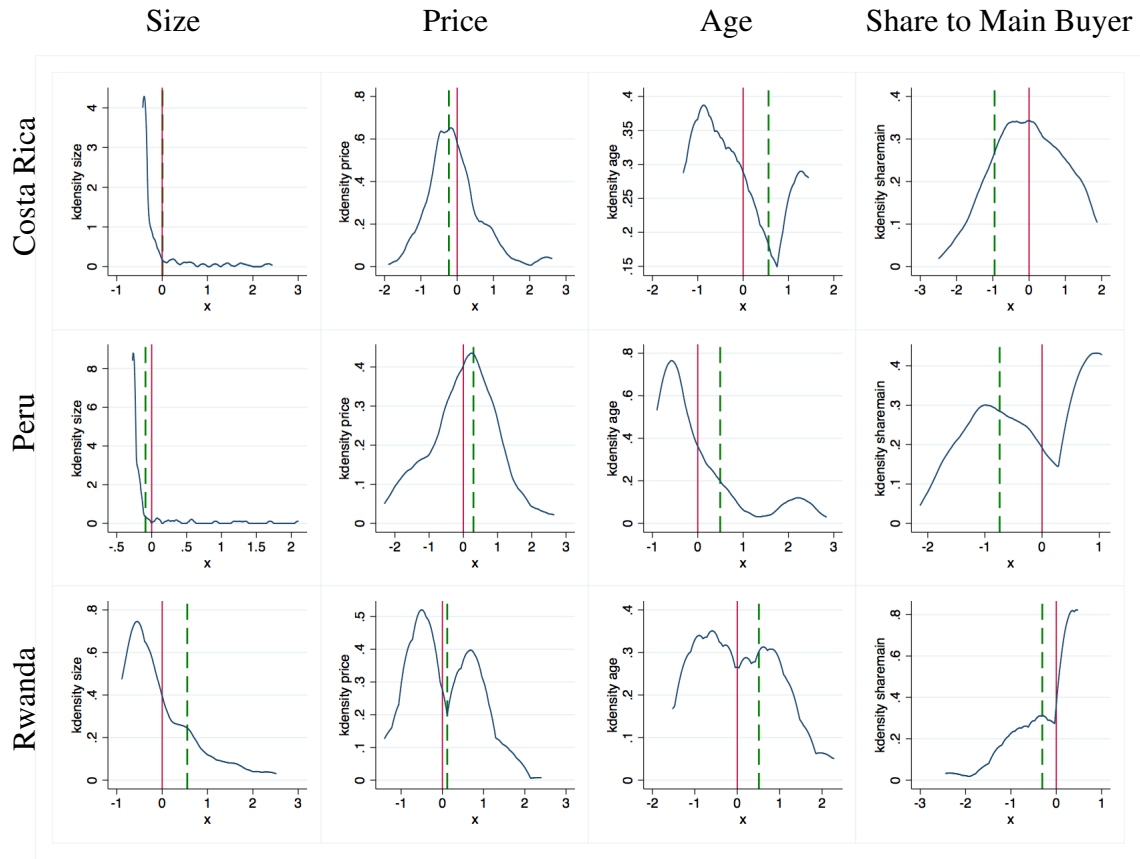 Size Price Age Share to Main Buyer
Costa Rica
kdensity size
0 1 2 3 4
-1 0 1 2 3
x
kdensity price
0 .2 .4 .6 .8
-2 -1 0 1 2 3
x
kdensity age
.15 .2 .25 .3 .35 .4
-2 -1 0 1 2
x
kdensity sharemain
0 .1 .2 .3 .4
-3 -2 -1 0 1 2
x
Peru
kdensity size
0 2 4 6 8
-.5 0 .5 1 1.5 2
x
kdensity price
0 .1 .2 .3 .4
-2 -1 0 1 2 3
x
kdensity age
0 .2 .4 .6 .8
-1 0 1 2 3
x
kdensity sharemain
0 .1 .2 .3 .4
-2 -1 0 1
x
Rwanda
kdensity size
0 .2 .4 .6 .8
-1 0 1 2 3
x
kdensity price
0 .1 .2 .3 .4 .5
-1 0 1 2 3
x
kdensity age
0 .1 .2 .3 .4
-2 -1 0 1 2
x
kdensity sharemain
0 .2 .4 .6 .8
-3 -2 -1 0 1
x